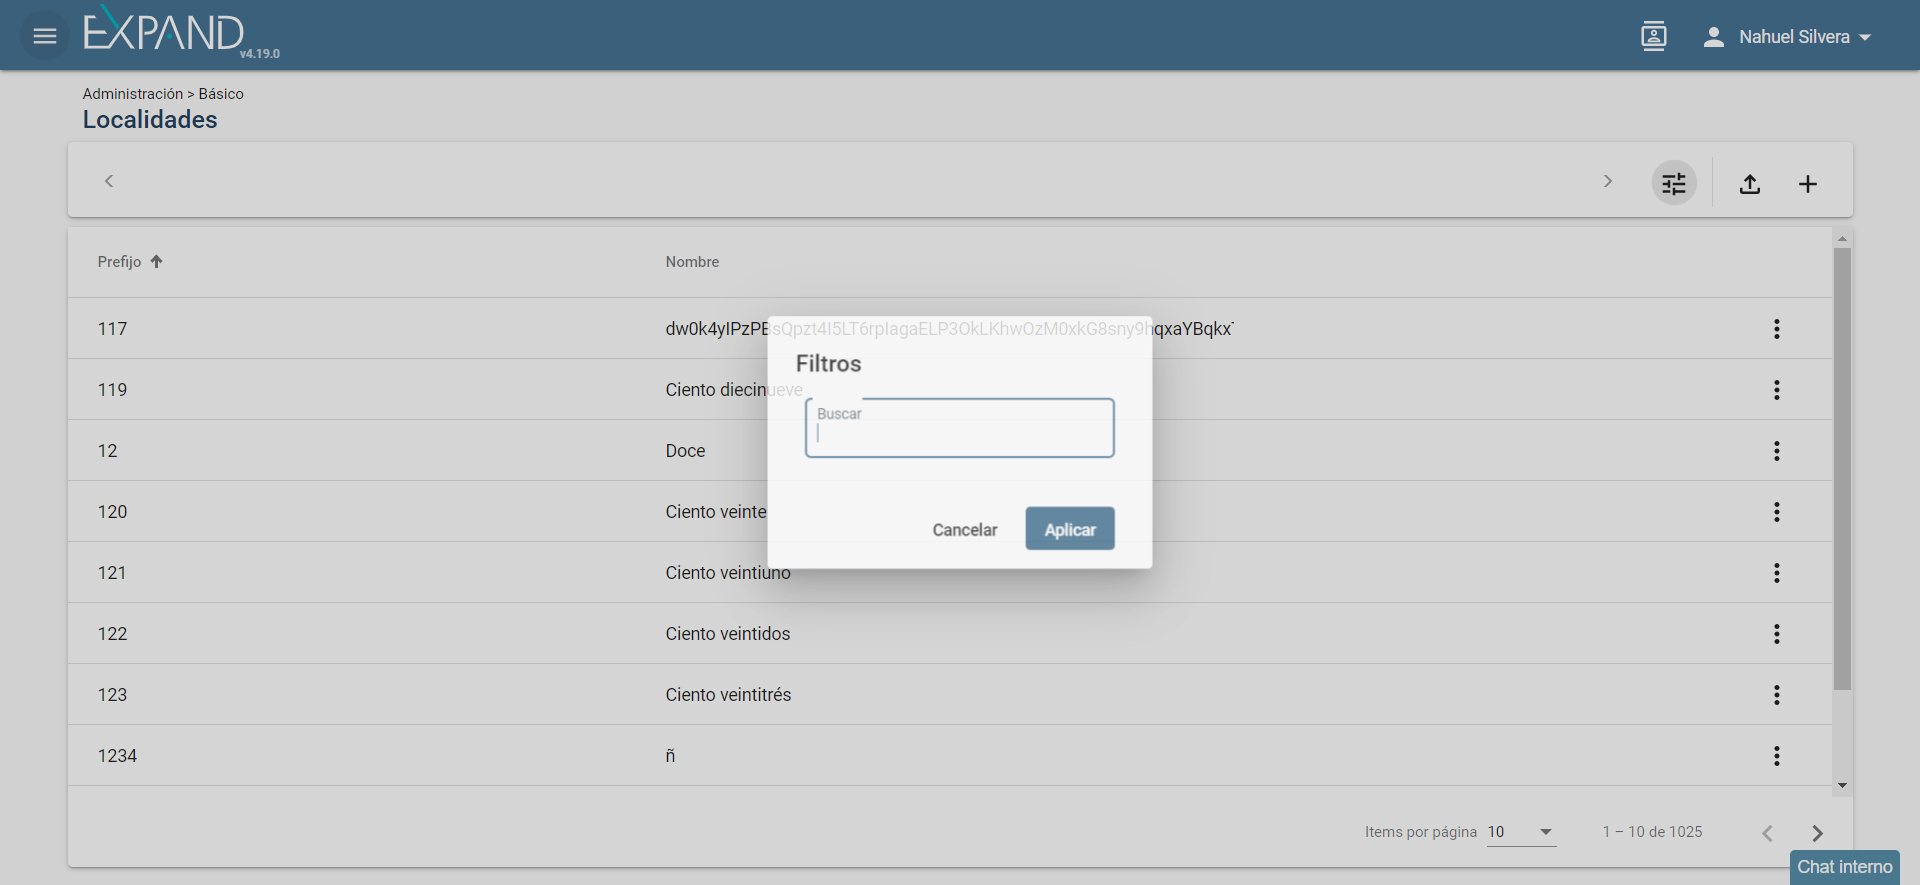 EXPAND
v4.19.0
Nahuel Silvera
Administración > Básico
Localidades
Prefijo
Nombre
117
119
Ciento diecinueve
12
Doce
120
Ciento veinte
121
Ciento veintiuno
122
Ciento veintidos
123
Ciento veintitrés
1234
ñ
Filtros
Buscar
Cancelar
Aplicar
Items por página
10
1 – 10 de 1025
Chat interno